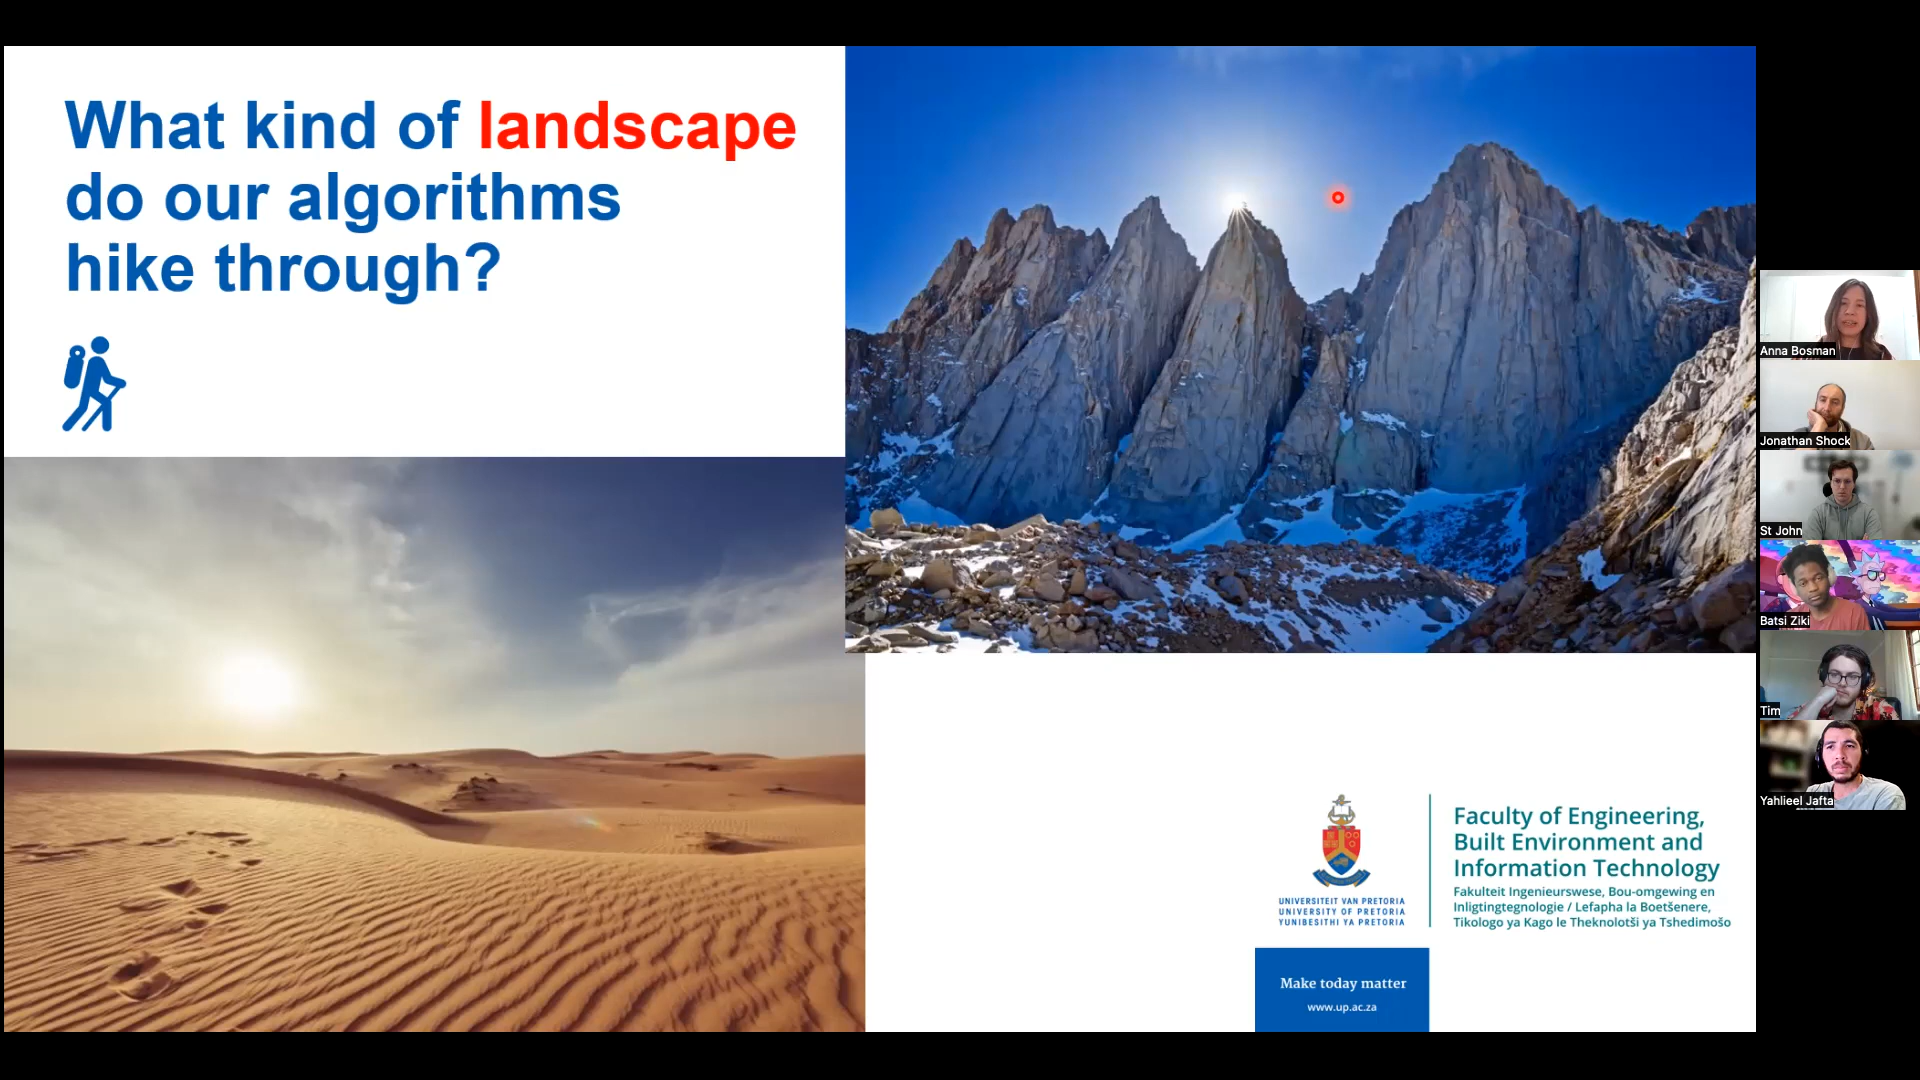 What kind of landscape
do our algorithms
hike through?
UNIVERSITEIT VAN PRETORIA
UNIVERSITY OF PRETORIA
YUNIBESITHI YA PRETORIA
Faculty of Engineering,
Built Environment and
Information Technology
Fakulteit Ingenieurswese, Bou-omgewing en
Inligtingtegnologie / Lefapha la Boetšenere,
Tikologo ya Kago le Theknolotši ya Tshedimošo
Make today matter
www.up.ac.za
Anna Bosman
Jonathan Shock
St John
Batsi Ziki
Tim
Yahlieel Jafta